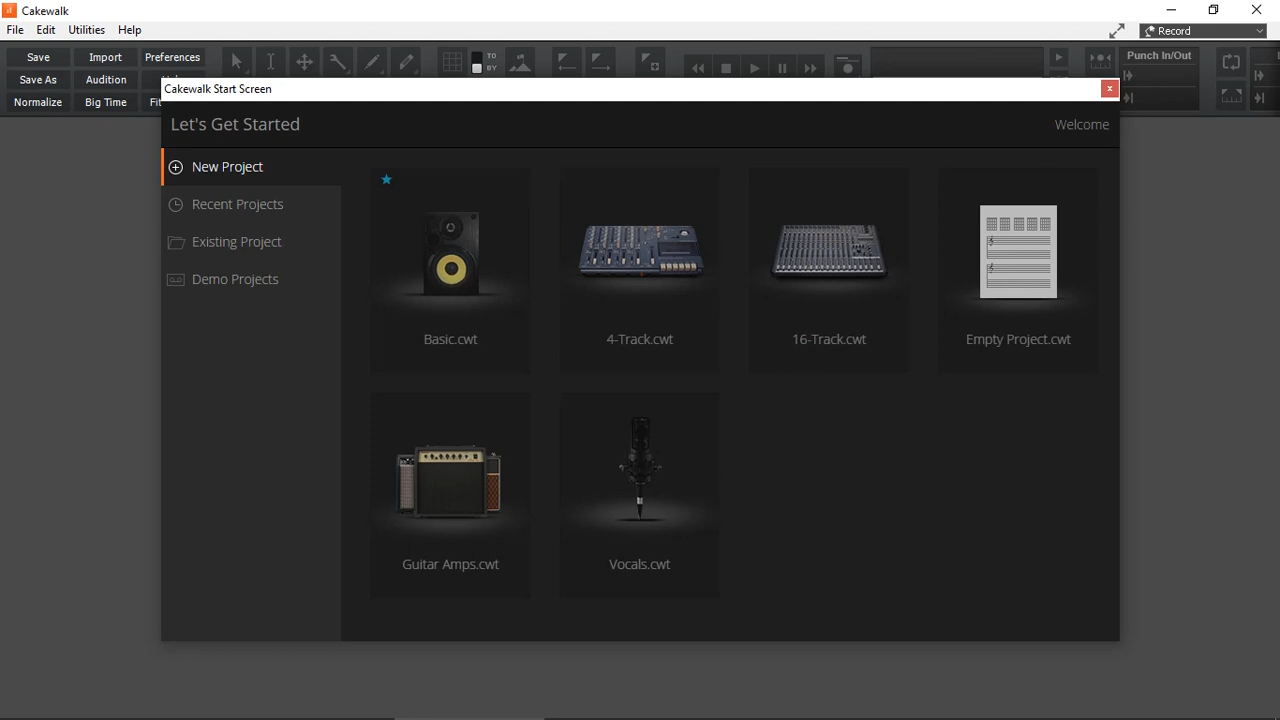 Cakewalk
File Edit Utilities Help
Record
Save Import Preferences
TO
BY
Punch In/Out
Save As Audition
Normalize Big Time
Cakewalk Start Screen
Let's Get Started
Welcome
New Project
Recent Projects
Existing Project
Demo Projects
Basic.cwt
4-Track.cwt
16-Track.cwt
Empty Project.cwt
Guitar Amps.cwt
Vocals.cwt